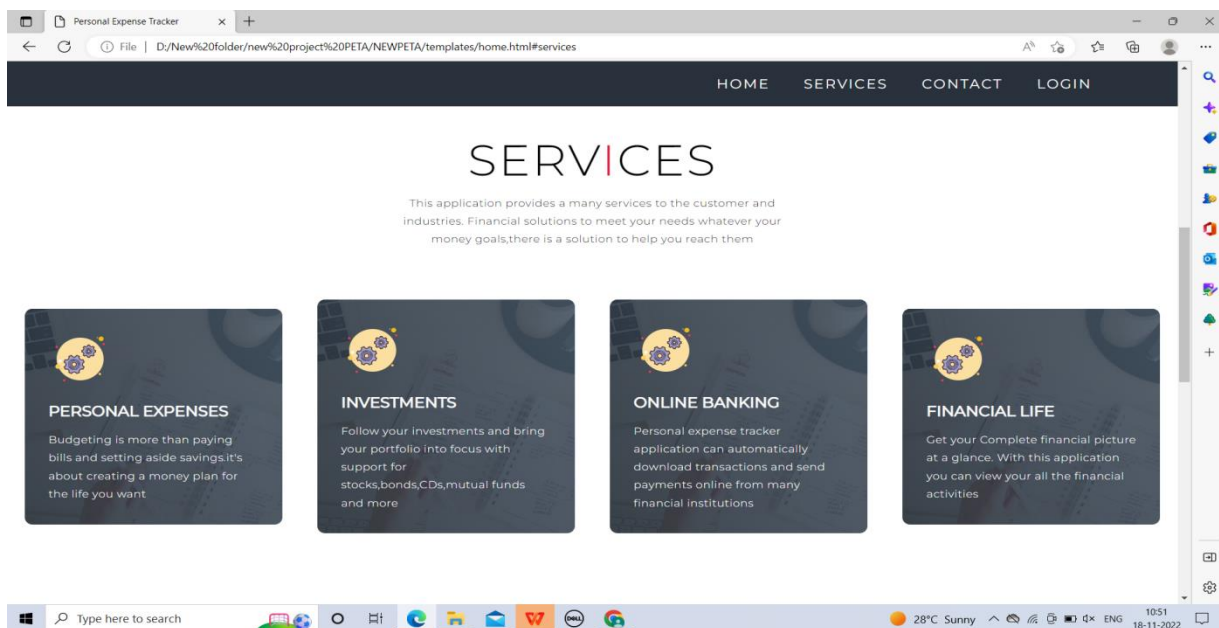 Personal Expense Tracker
File | D:/New%20folder/new%20project%20PETA/NEWPETA/templates/home.html#services
HOME SERVICES CONTACT LOGIN
SERVICES
This application provides a many services to the customer and
industries. Financial solutions to meet your needs whatever your
money goals,there is a solution to help you reach them
PERSONAL EXPENSES
Budgeting is more than paying
bills and setting aside savings.it's
about creating a money plan for
the life you want
INVESTMENTS
Follow your investments and bring
your portfolio into focus with
support for
stocks,bonds,CDs,mutual funds
and more
ONLINE BANKING
Personal expense tracker
application can automatically
download transactions and send
payments online from many
financial institutions
FINANCIAL LIFE
Get your Complete financial picture
at a glance. With this application
you can view your all the financial
activities
Type here to search
DELL
28°C Sunny
ENG
10:51
18-11-2022